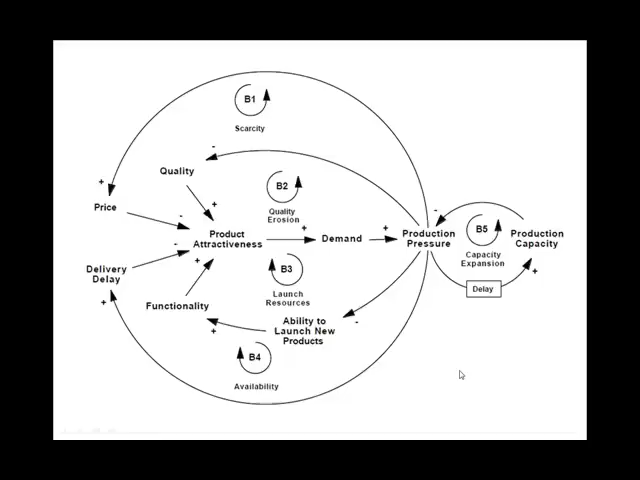 B1
Scarcity
-
Quality
+
Price
-
+
B2
Quality
Erosion
+
+
-
B5
Capacity
Expansion
Production
Capacity
+
Delay
Product
Attractiveness
Demand
Production
Pressure
-
+
Delivery
Delay
+
B3
Launch
Resources
Functionality
+
Ability to
Launch New
Products
-
B4
Availability